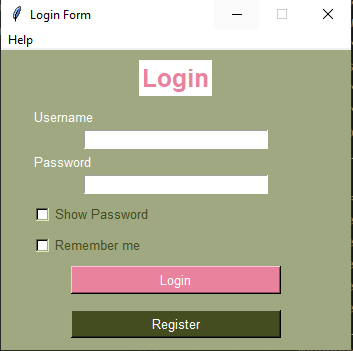 Login Form
Help
Login
Username
Password
Show Password
Remember me
Login
Register